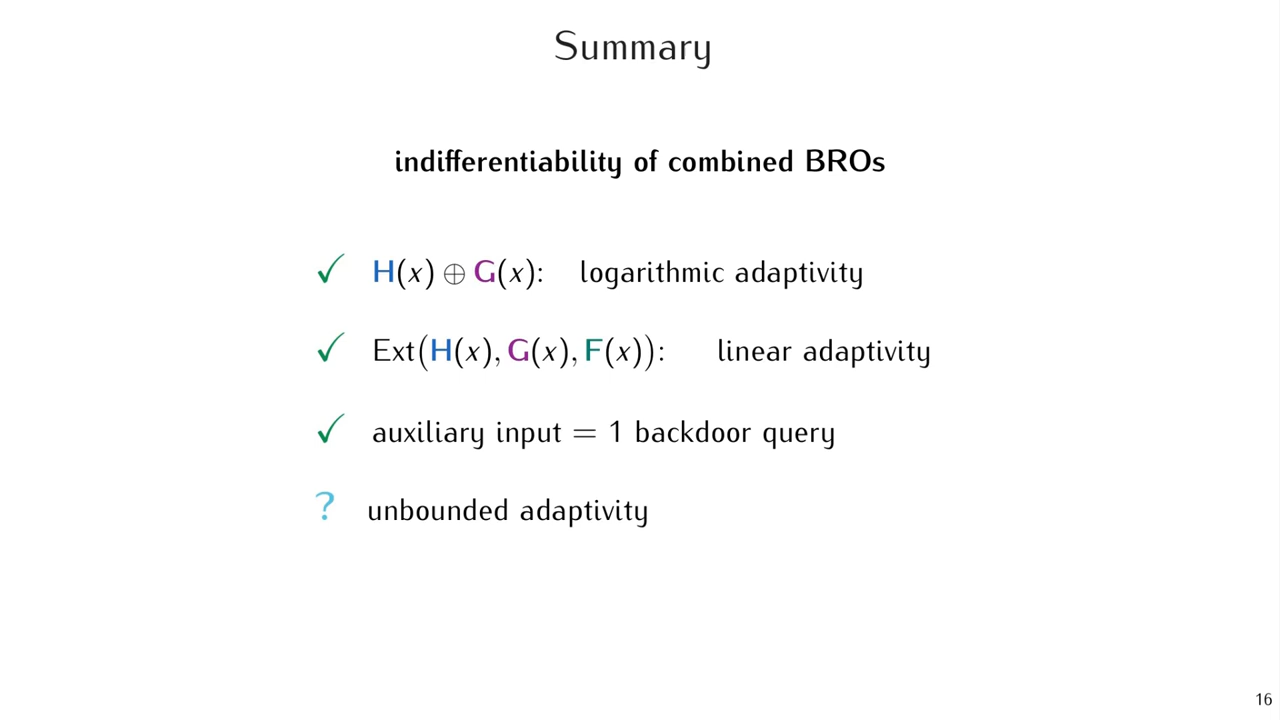 Summary
indifferentiability of combined BROs
✓ H(x) ⊕ G(x): logarithmic adaptivity
✓ Ext(H(x), G(x), F(x)): linear adaptivity
✓ auxiliary input = 1 backdoor query
? unbounded adaptivity
16